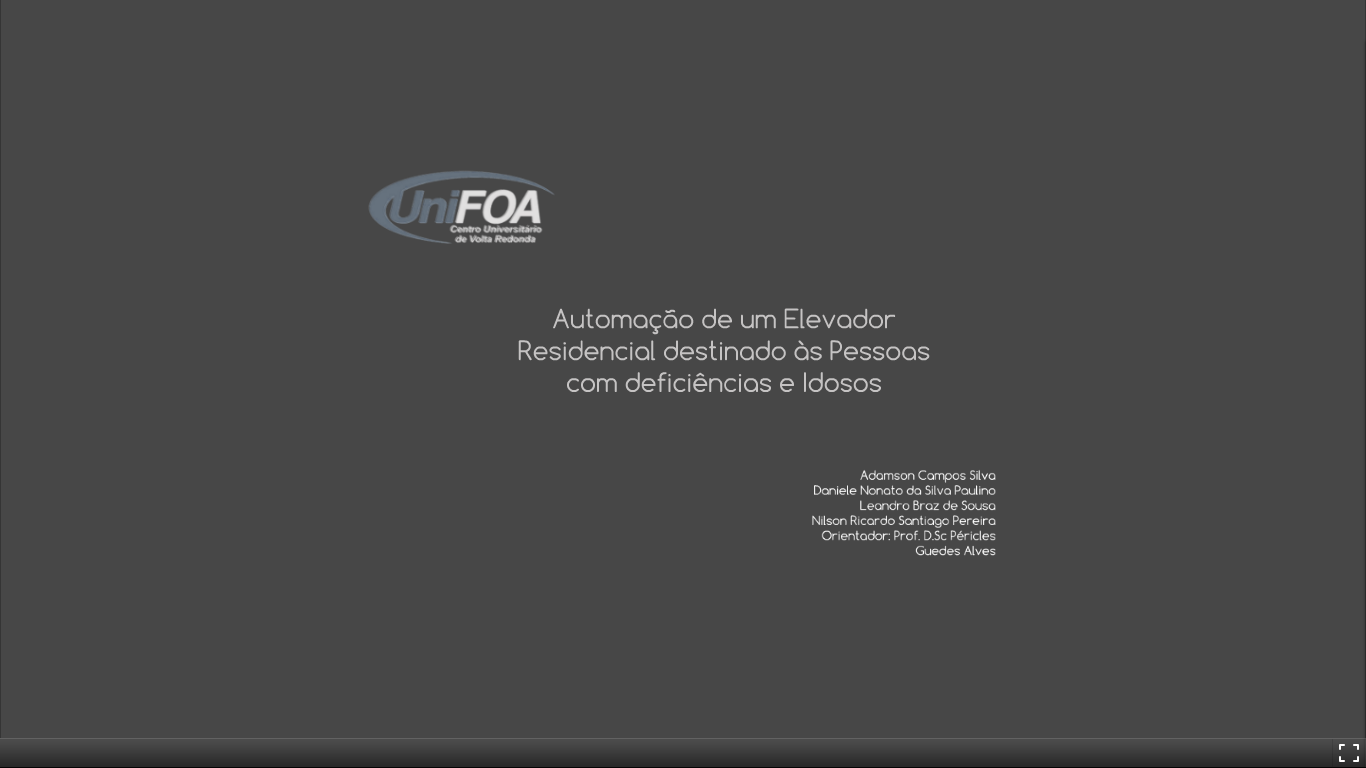 UniFOA
Centro Universitário
de Volta Redonda
Automação de um Elevador
Residencial destinado às Pessoas
com deficiências e Idosos
Adamson Campos Silva
Daniele Nonato da Silva Paulino
Leandro Braz de Sousa
Nilson Ricardo Santiago Pereira
Orientador: Prof. D.Sc Péricles
Guedes Alves